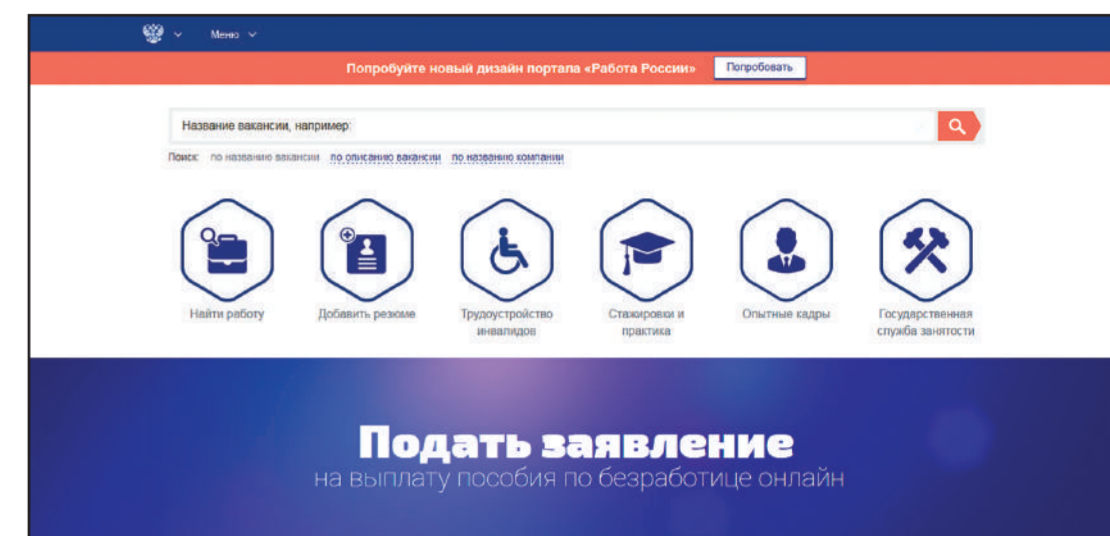 Меню
Попробуйте новый дизайн портала «Работа России» Попробовать
Название вакансии, например:
Поиск: по названию вакансии по описанию вакансии по названию компании
Найти работу
Добавить резюме
Трудоустройство
инвалидов
Стажировки и
практика
Опытные кадры
Государственная
служба занятости
Подать заявление
на выплату пособия по безработице онлайн